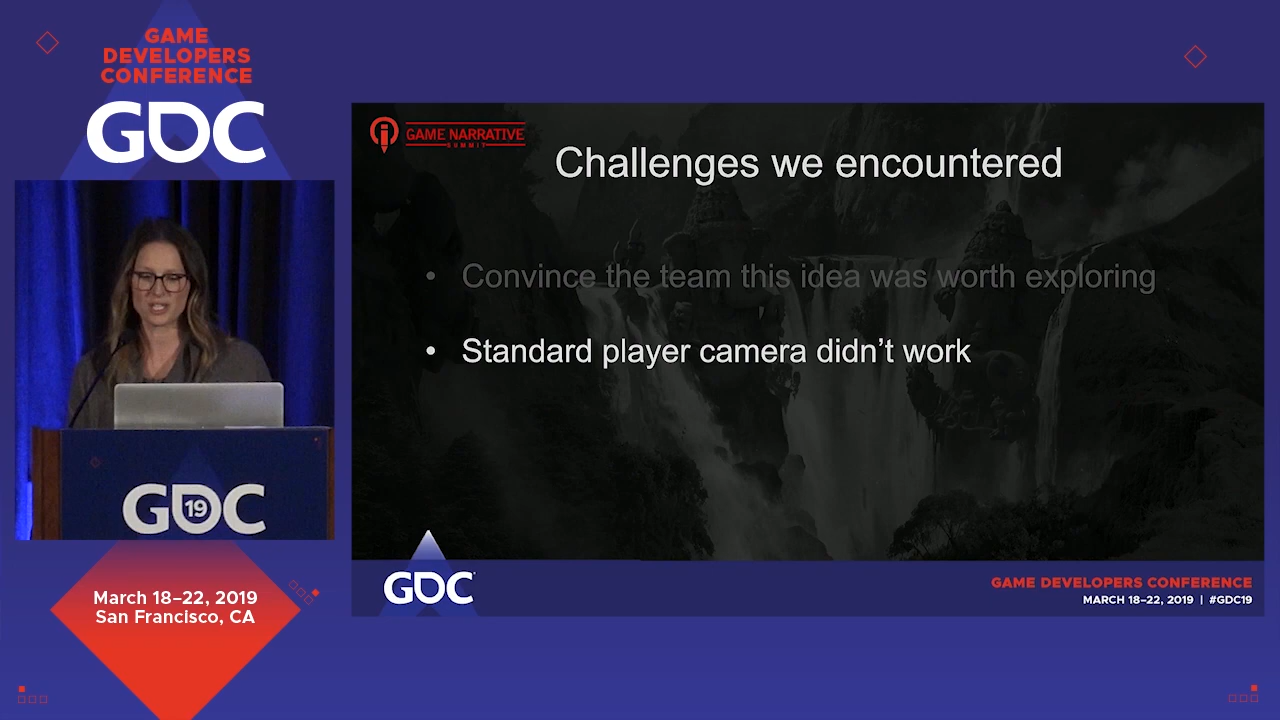 GAME
DEVELOPERS
CONFERENCE
GDC
GDC
19
March 18–22, 2019
San Francisco, CA
GAME NARRATIVE
SUMMIT
Challenges we encountered
• Convince the team this idea was worth exploring
• Standard player camera didn’t work
GDC
GAME DEVELOPERS CONFERENCE
MARCH 18–22, 2019 | #GDC19